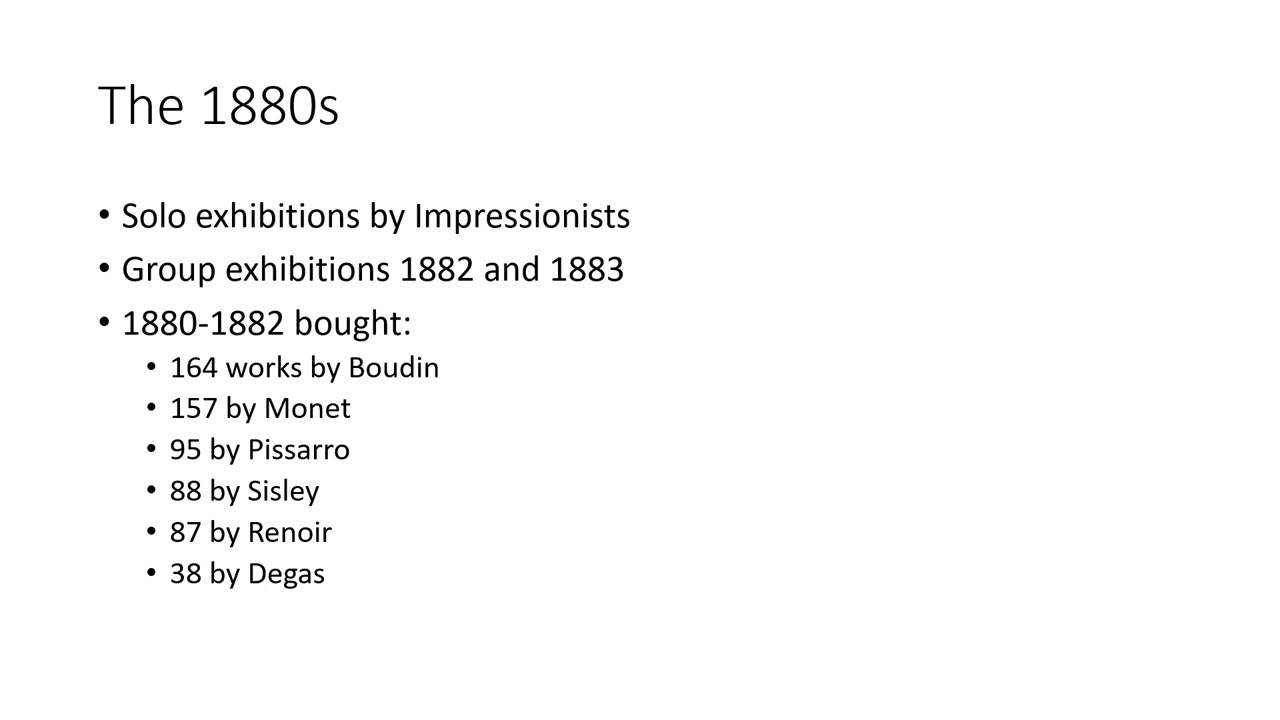 The 1880s
• Solo exhibitions by Impressionists
• Group exhibitions 1882 and 1883
• 1880-1882 bought:
• 164 works by Boudin
• 157 by Monet
• 95 by Pissarro
• 88 by Sisley
• 87 by Renoir
• 38 by Degas